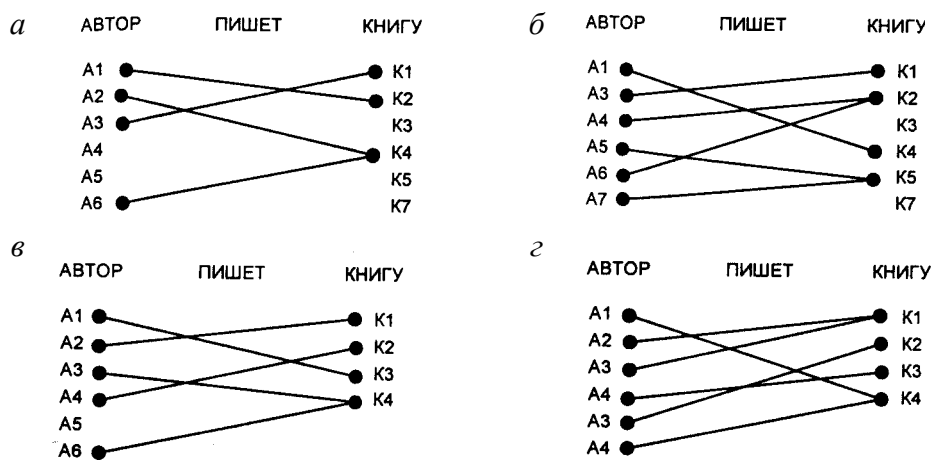 а АВТОР ПИШЕТ КНИГУ
А1 К1
А2 К2
А3 К3
А4 К4
А5 К5
А6 К7
б АВТОР ПИШЕТ КНИГУ
А1 К1
А3 К2
А4 К3
А5 К4
А6 К5
А7 К7
в АВТОР ПИШЕТ КНИГУ
А1 К1
А2 К2
А3 К3
А4 К4
А5
А6
г АВТОР ПИШЕТ КНИГУ
А1 К1
А2 К2
А3 К3
А4 К4
А3
А4